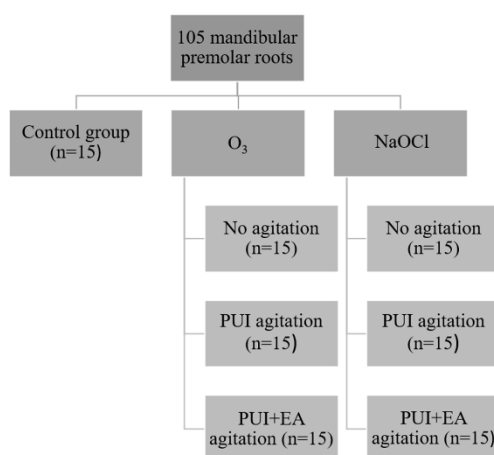 105 mandibular
premolar roots
Control group
(n=15)
O₃
NaOCl
No agitation
(n=15)
PUI agitation
(n=15)
PUI+EA
agitation (n=15)
No agitation
(n=15)
PUI agitation
(n=15)
PUI+EA
agitation (n=15)